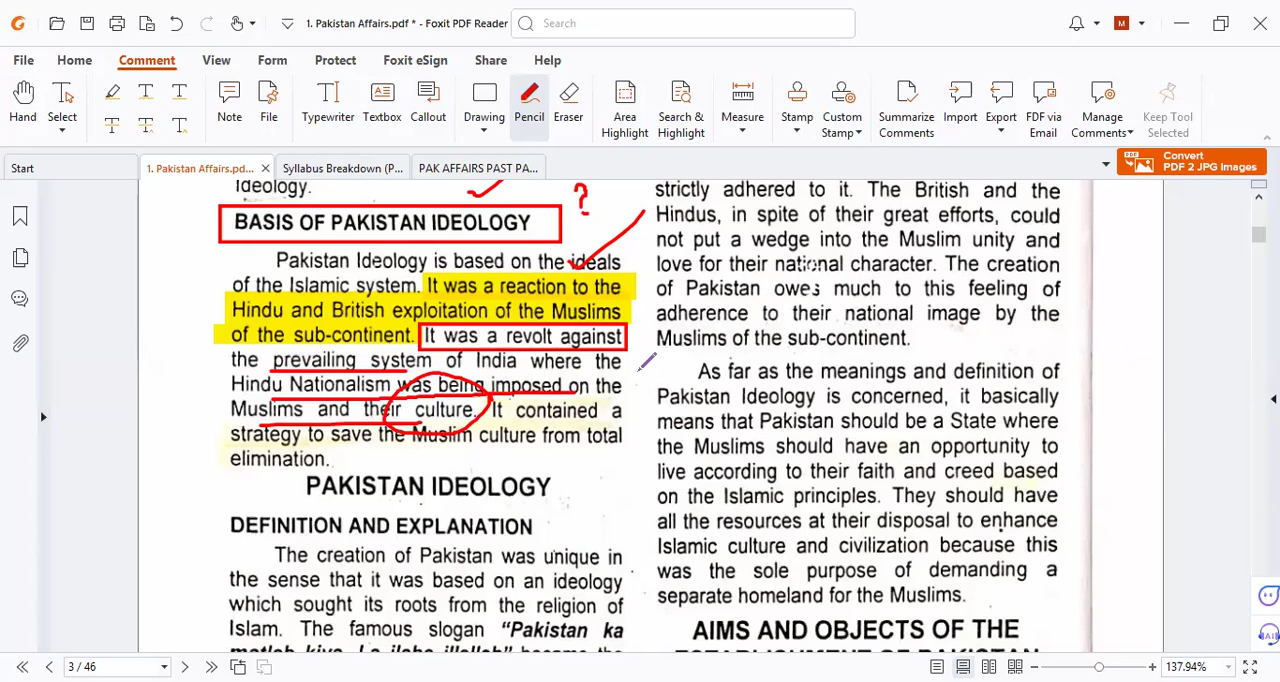 1. Pakistan Affairs.pdf * - Foxit PDF Reader
Search
M
File Home Comment View Form Protect Foxit eSign Share Help
Hand Select Note File Typewriter Textbox Callout Drawing Pencil Eraser Area Highlight Search & Highlight Measure Stamp Custom Stamp Summarize Comments Import Export FDF via Email Manage Comments Keep Tool Selected
Start 1. Pakistan Affairs.pd... Syllabus Breakdown (P... PAK AFFAIRS PAST PA... Convert PDF 2 JPG Images
Ideology.
?
BASIS OF PAKISTAN IDEOLOGY
Pakistan Ideology is based on the ideals
of the Islamic system. It was a reaction to the
Hindu and British exploitation of the Muslims
of the sub-continent. It was a revolt against
the prevailing system of India where the
Hindu Nationalism was being imposed on the
Muslims and their culture. It contained a
strategy to save the Muslim culture from total
elimination.
PAKISTAN IDEOLOGY
DEFINITION AND EXPLANATION
The creation of Pakistan was unique in
the sense that it was based on an ideology
which sought its roots from the religion of
Islam. The famous slogan "Pakistan ka
strictly adhered to it. The British and the
Hindus, in spite of their great efforts, could
not put a wedge into the Muslim unity and
love for their national character. The creation
of Pakistan owes much to this feeling of
adherence to their national image by the
Muslims of the sub-continent.
As far as the meanings and definition of
Pakistan Ideology is concerned, it basically
means that Pakistan should be a State where
the Muslims should have an opportunity to
live according to their faith and creed based
on the Islamic principles. They should have
all the resources at their disposal to enhance
Islamic culture and civilization because this
was the sole purpose of demanding a
separate homeland for the Muslims.
AIMS AND OBJECTS OF THE
ESTABLISHMENT OF PAKISTAN
3 / 46
137.94%